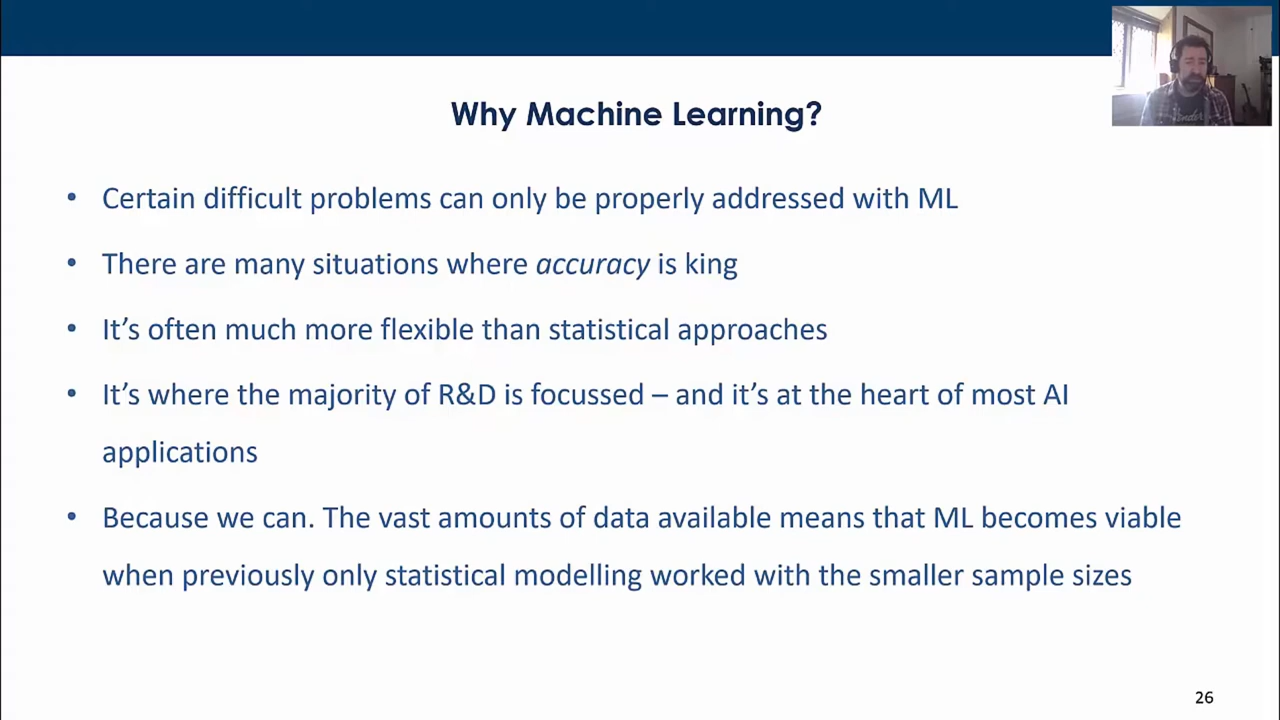 Why Machine Learning?
• Certain difficult problems can only be properly addressed with ML
• There are many situations where accuracy is king
• It’s often much more flexible than statistical approaches
• It’s where the majority of R&D is focussed – and it’s at the heart of most AI
applications
• Because we can. The vast amounts of data available means that ML becomes viable
when previously only statistical modelling worked with the smaller sample sizes
26